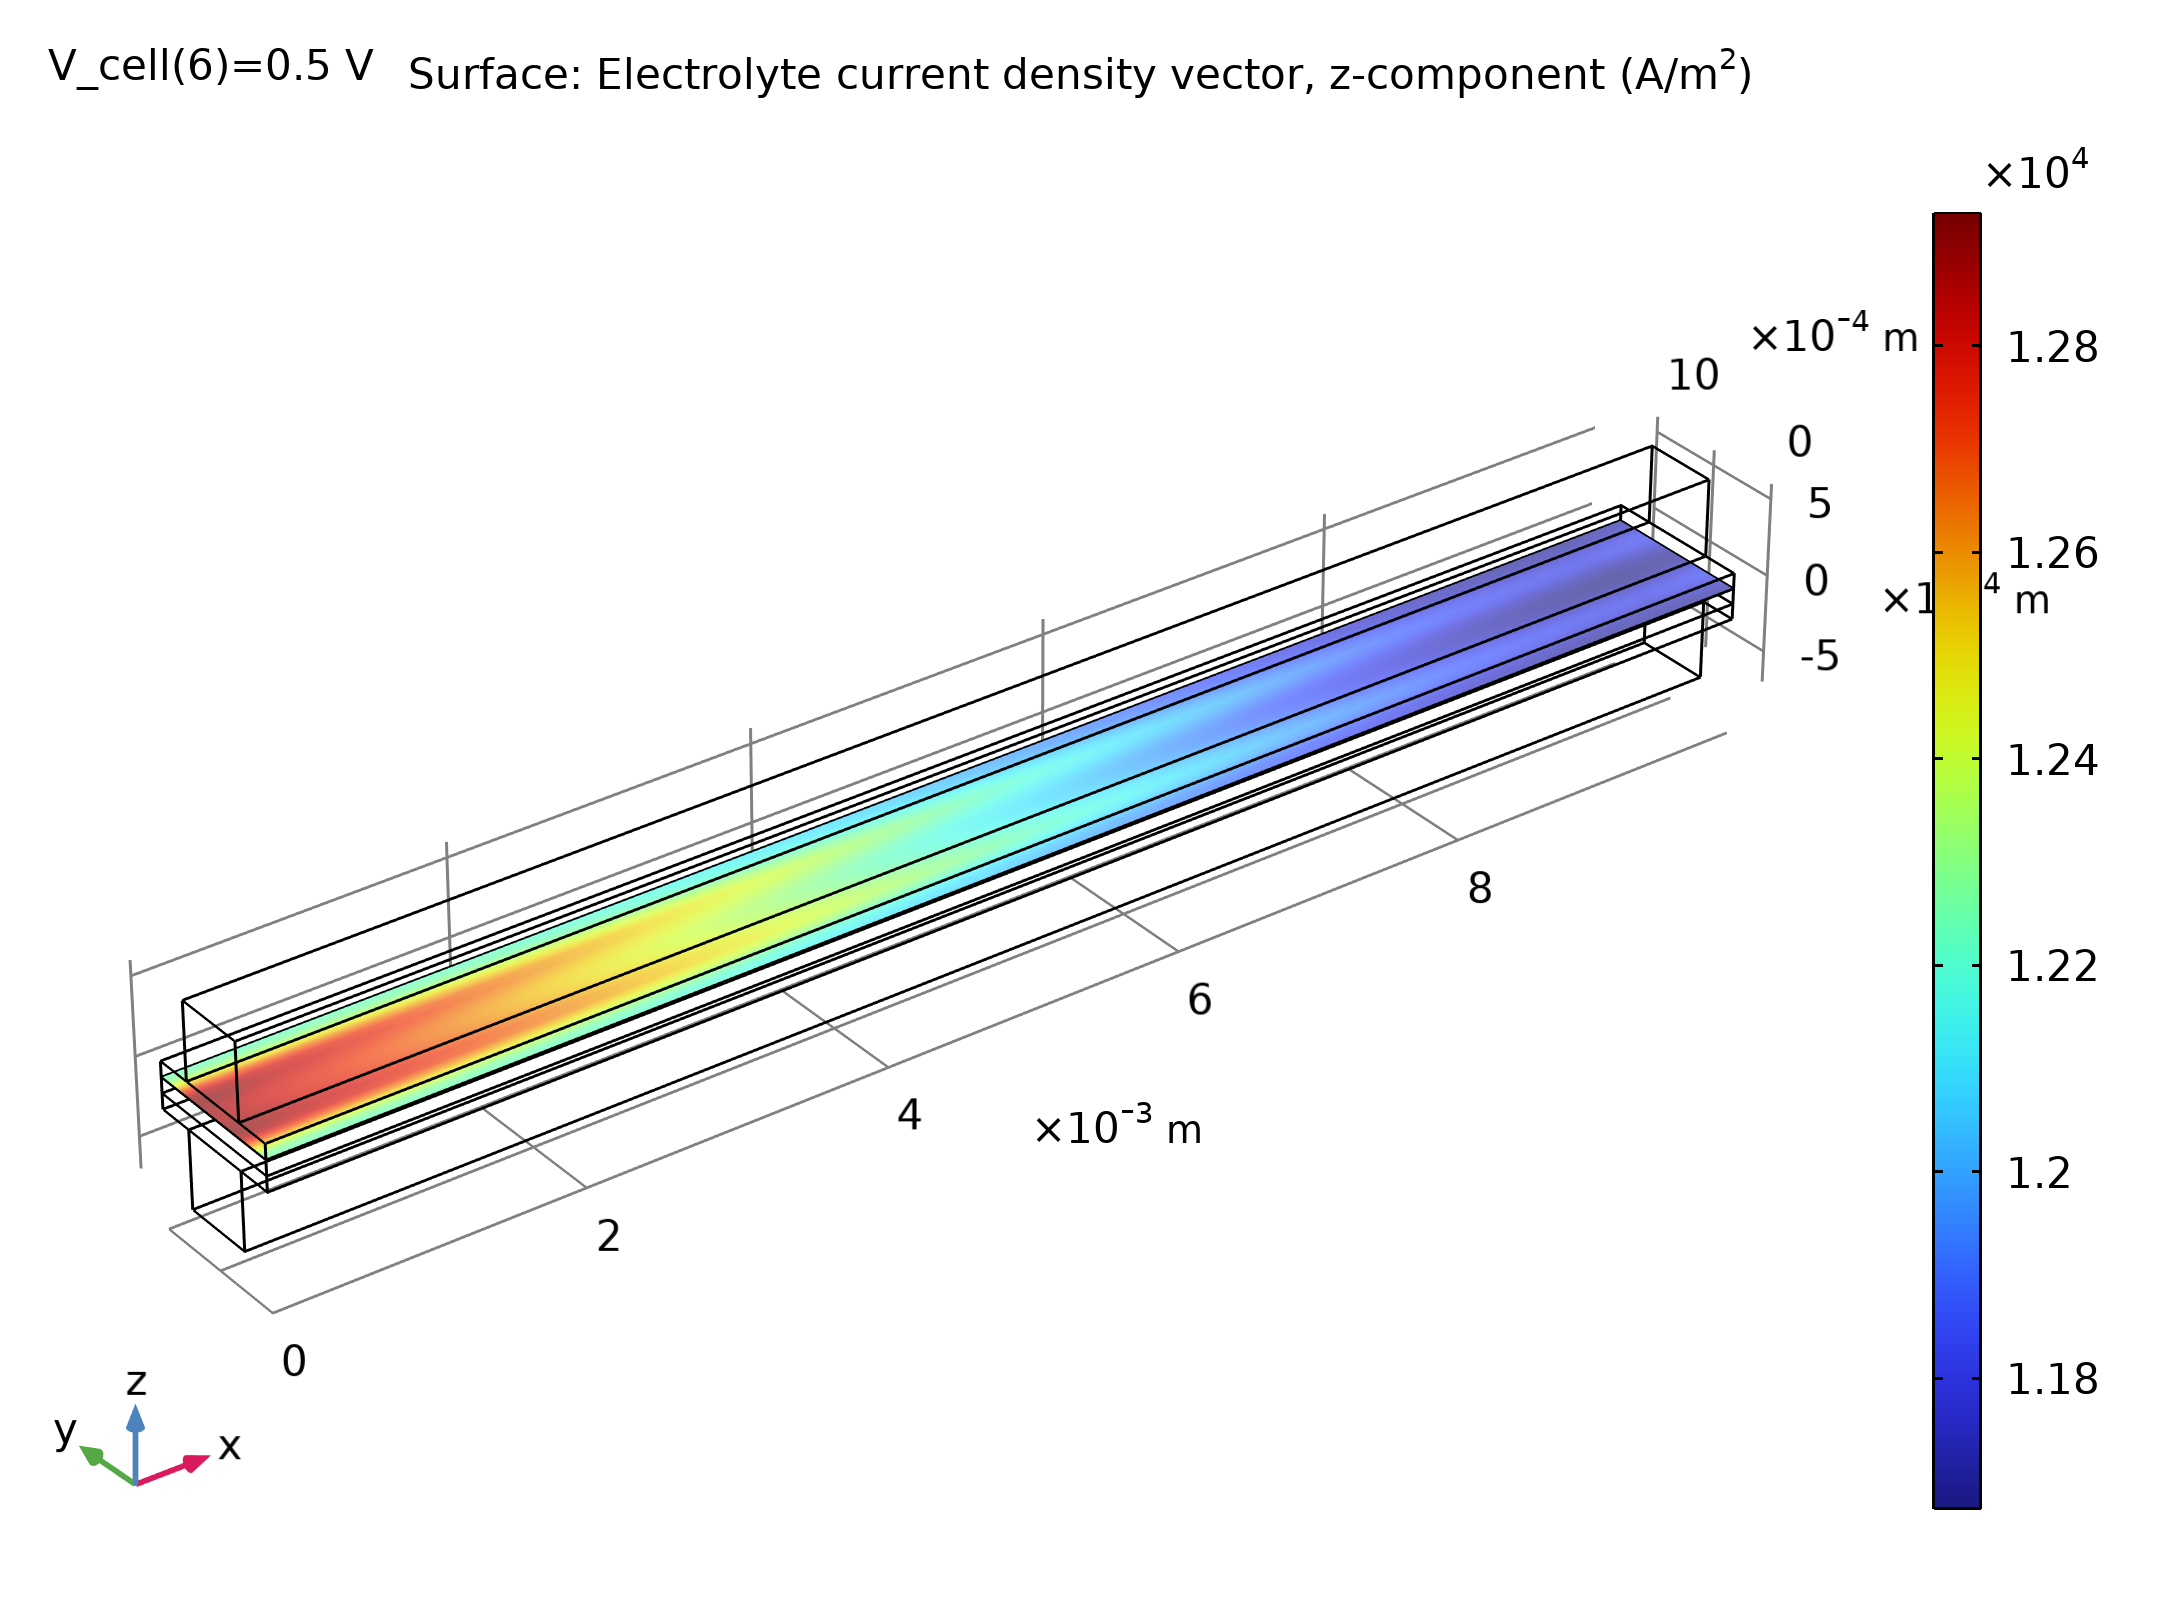 V_cell(6)=0.5 V Surface: Electrolyte current density vector, z-component (A/m²)
×10⁴
×10⁻⁴ m
10
0
5
0
-5
×1 ⁴ m
1.28
1.26
1.24
1.22
1.2
1.18
8
6
4
×10⁻³ m
2
0
z
y
x